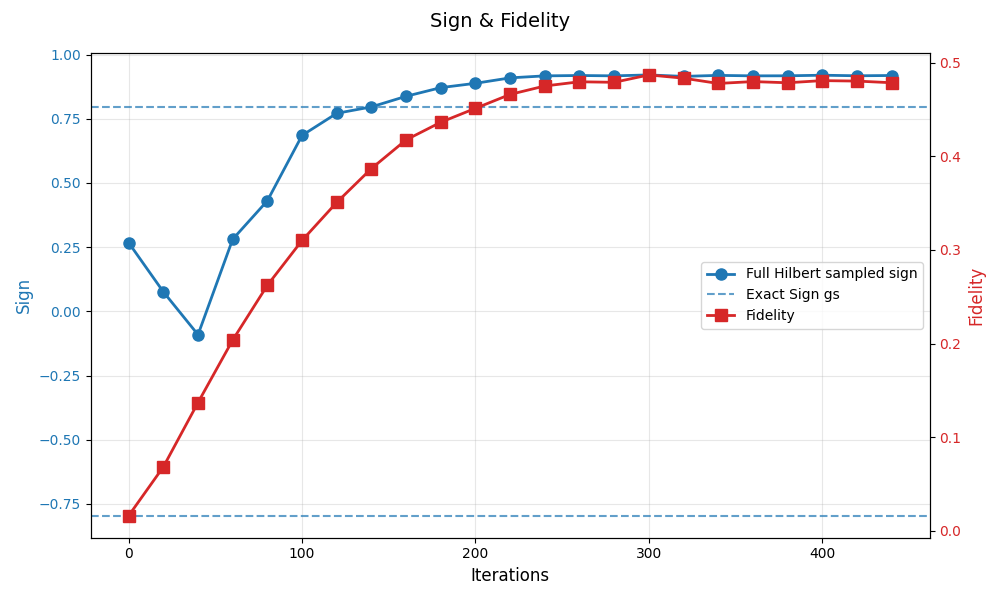 Sign & Fidelity
1.00
0.75
0.50
0.25
0.00
−0.25
−0.50
−0.75
Sign
0.5
0.4
0.3
0.2
0.1
0.0
Fidelity
Full Hilbert sampled sign
Exact Sign gs
Fidelity
0
100
200
300
400
Iterations